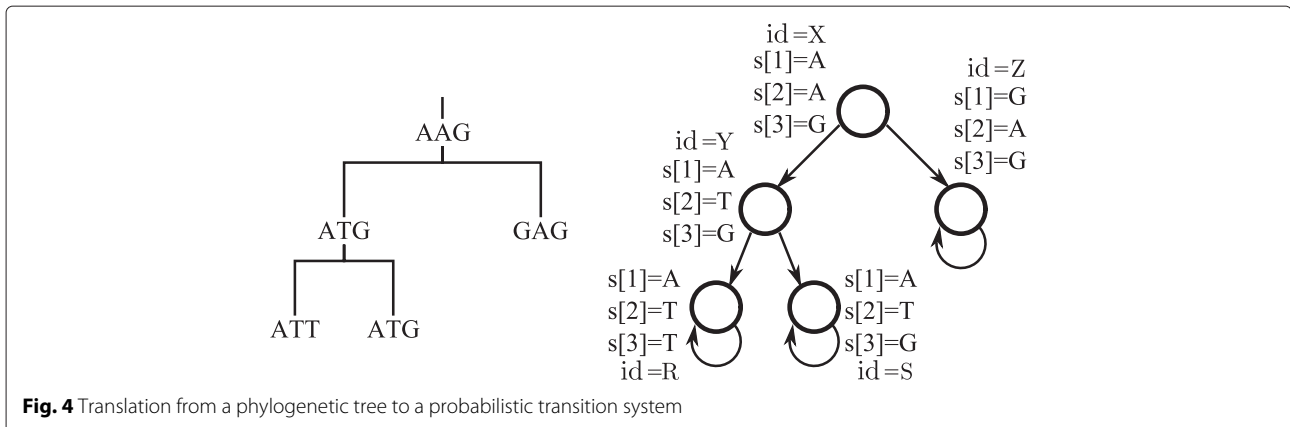 AAG
ATG
GAG
ATT
ATG
id=X
s[1]=A
s[2]=A
s[3]=G
id=Z
s[1]=G
s[2]=A
s[3]=G
id=Y
s[1]=A
s[2]=T
s[3]=G
s[1]=A
s[2]=T
s[3]=T
id=R
s[1]=A
s[2]=T
s[3]=G
id=S
Fig. 4 Translation from a phylogenetic tree to a probabilistic transition system